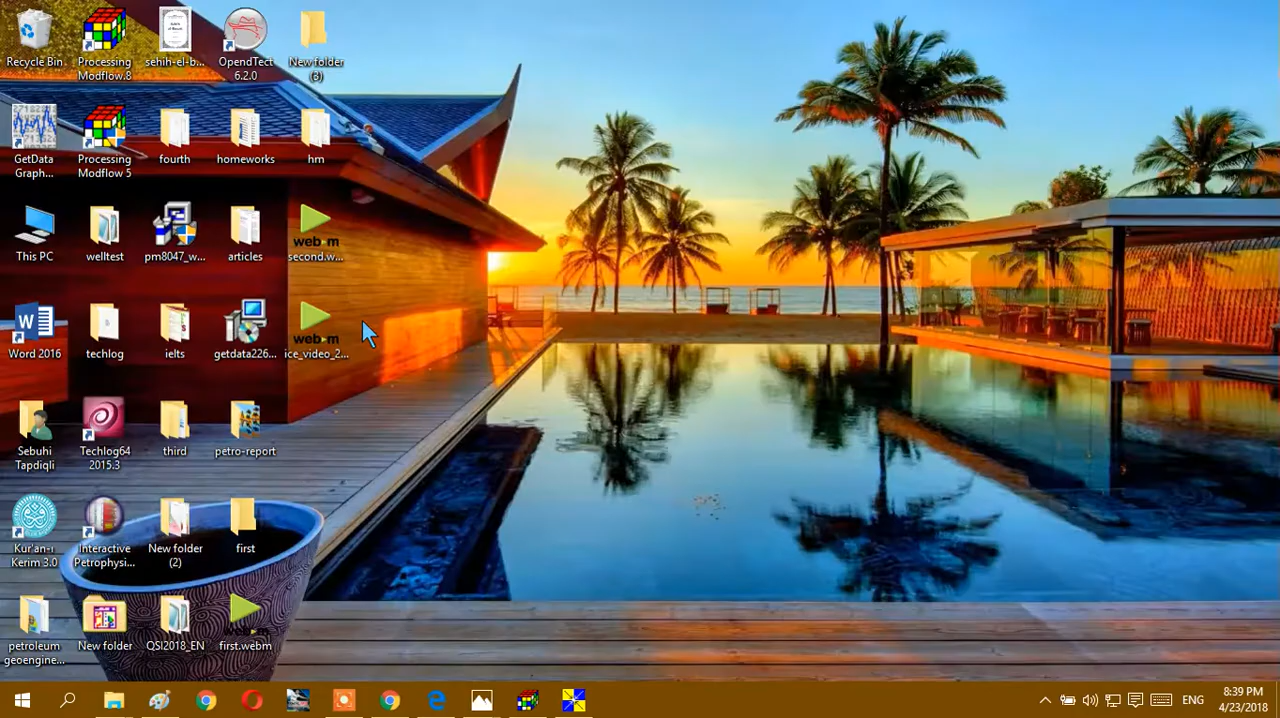 Recycle Bin
Processing
Modflow.8
sehih-el-b...
OpendTect
6.2.0
New folder
(3)
GetData
Graph...
Processing
Modflow 5
fourth
homeworks
hm
This PC
welltest
pm8047_w...
articles
web m
second.w...
W
Word 2016
techlog
ielts
getdata226...
web m
ice_video_2...
Sebuhi
Tapdiqli
Techlog64
2015.3
third
petro-report
Kur'an-ı
Kerim 3.0
Interactive
Petrophysi...
New folder
(2)
first
petroleum
geoengine...
New folder
QSI2018_EN
first.webm
ENG
8:39 PM
4/23/2018